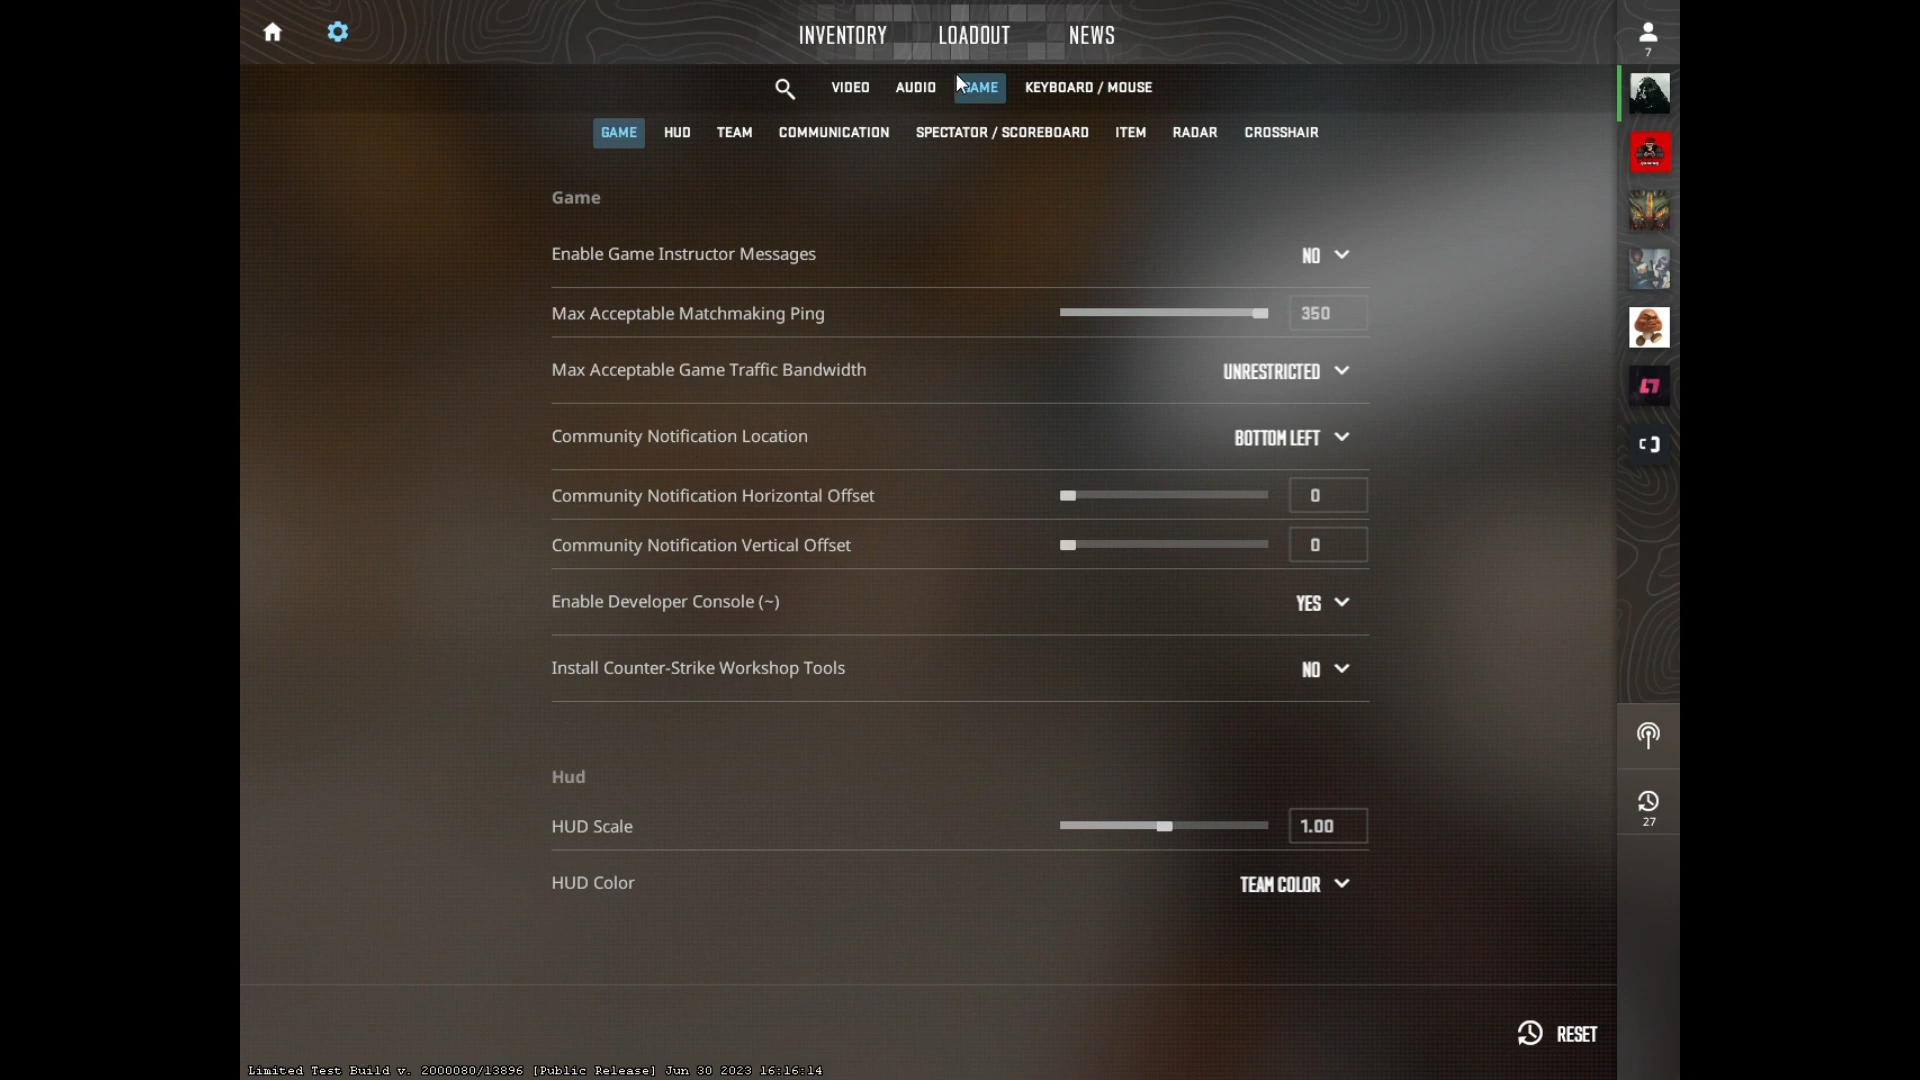 INVENTORY LOADOUT NEWS
7
VIDEO AUDIO GAME KEYBOARD / MOUSE
GAME HUD TEAM COMMUNICATION SPECTATOR / SCOREBOARD ITEM RADAR CROSSHAIR
Game
Enable Game Instructor Messages NO
Max Acceptable Matchmaking Ping 350
Max Acceptable Game Traffic Bandwidth UNRESTRICTED
Community Notification Location BOTTOM LEFT
Community Notification Horizontal Offset 0
Community Notification Vertical Offset 0
Enable Developer Console (~) YES
Install Counter-Strike Workshop Tools NO
Hud
HUD Scale 1.00
27
HUD Color TEAM COLOR
RESET
Limited Test Build v. 2000080/13896 [Public Release] Jun 30 2023 16:16:14